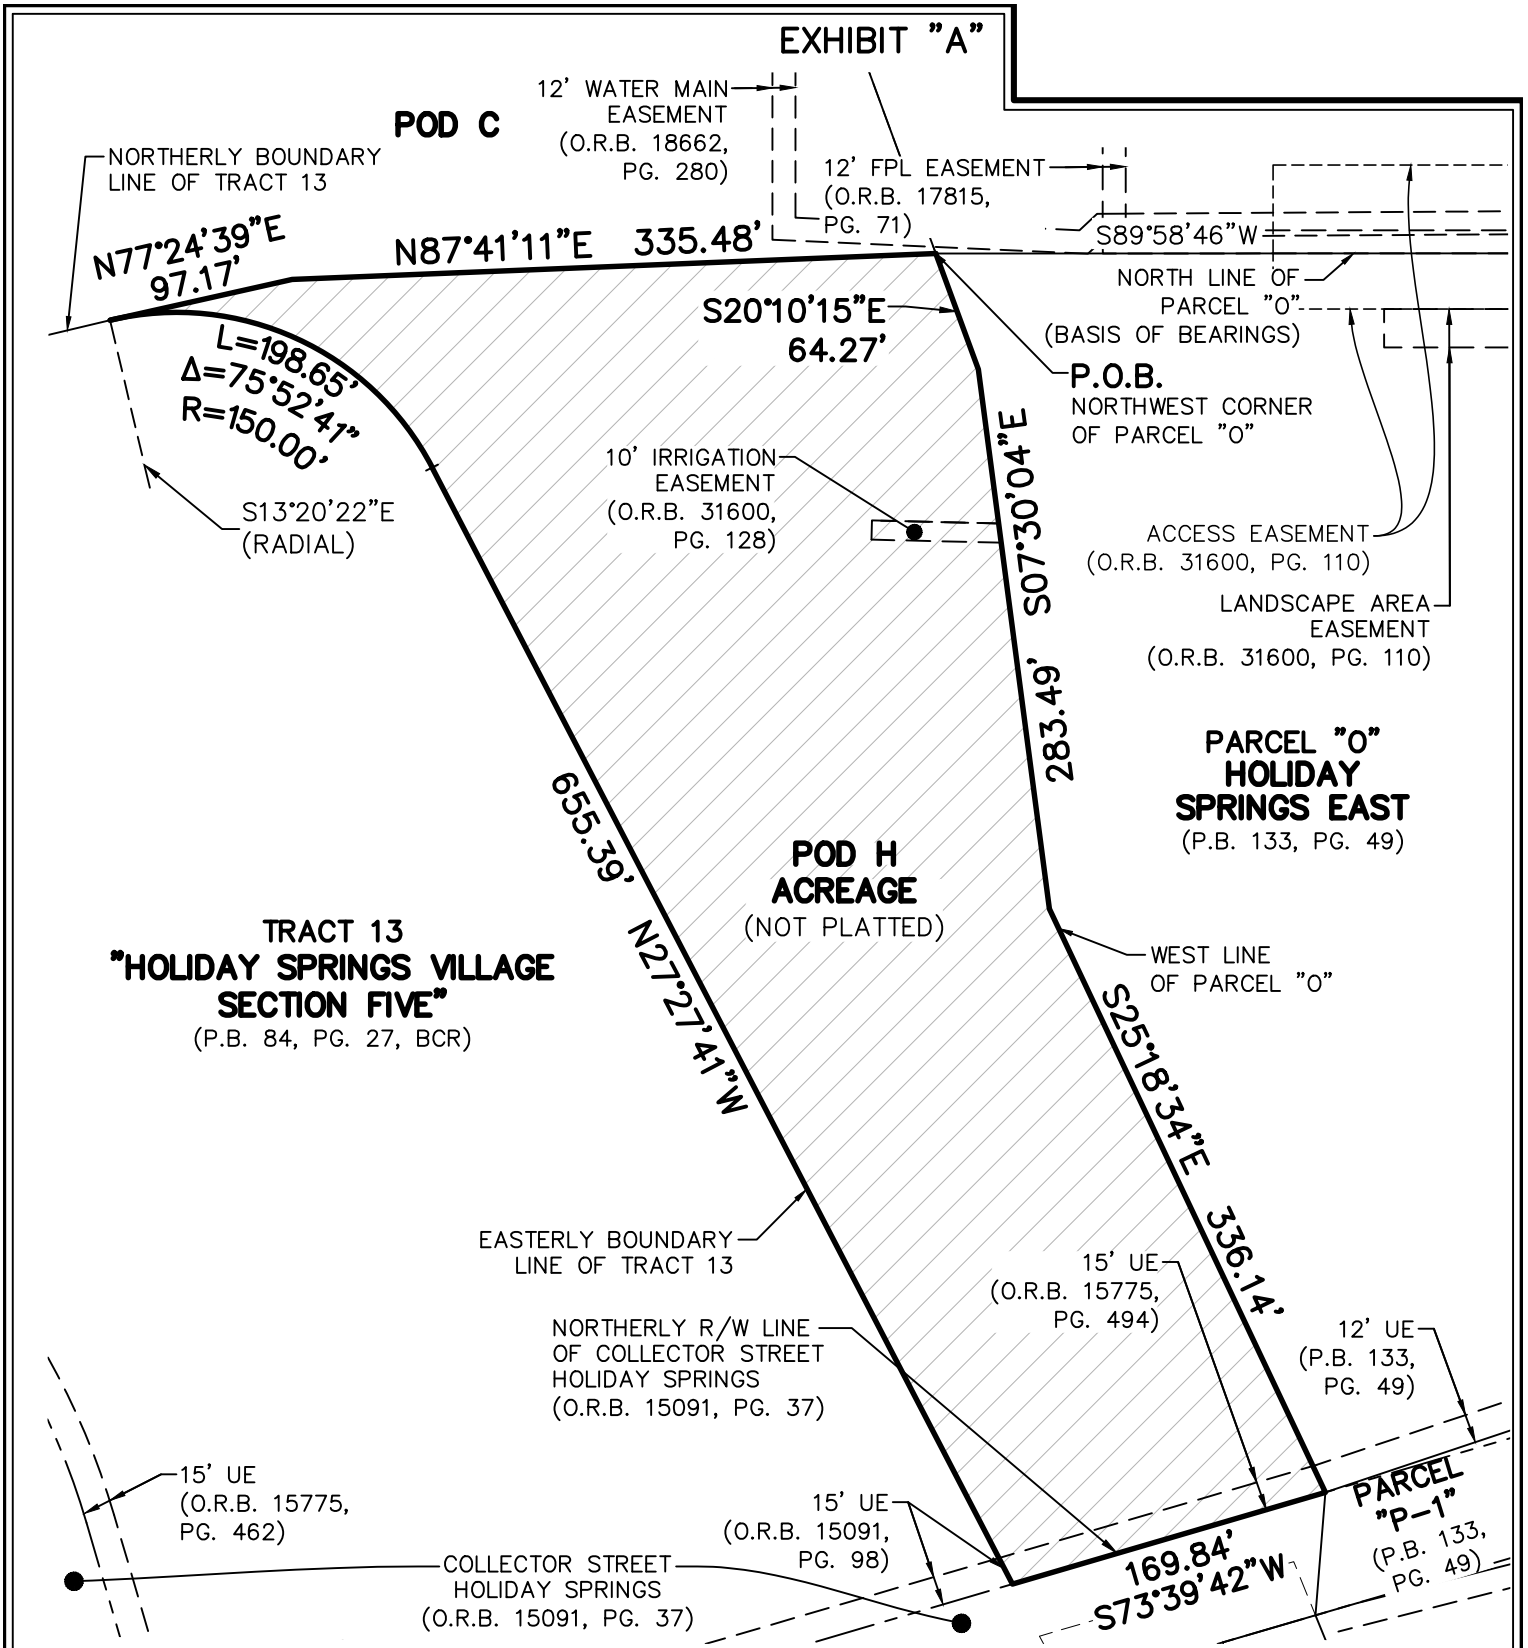 EXHIBIT "A"
12' WATER MAIN
EASEMENT
(O.R.B. 18662,
PG. 280)
POD C
NORTHERLY BOUNDARY
LINE OF TRACT 13
12' FPL EASEMENT
(O.R.B. 17815,
PG. 71)
N77°24'39"E
97.17'
N87°41'11"E 335.48'
S89°58'46"W
NORTH LINE OF
PARCEL "O"
(BASIS OF BEARINGS)
S20°10'15"E
64.27'
L=198.65'
Δ=75°52'41"
R=150.00'
P.O.B.
NORTHWEST CORNER
OF PARCEL "O"
10' IRRIGATION
EASEMENT
(O.R.B. 31600,
PG. 128)
S13°20'22"E
(RADIAL)
283.49' S07°30'04"E
ACCESS EASEMENT
(O.R.B. 31600, PG. 110)
LANDSCAPE AREA
EASEMENT
(O.R.B. 31600, PG. 110)
PARCEL "O"
HOLIDAY
SPRINGS EAST
(P.B. 133, PG. 49)
655.39' N27°27'41"W
POD H
ACREAGE
(NOT PLATTED)
TRACT 13
"HOLIDAY SPRINGS VILLAGE
SECTION FIVE"
(P.B. 84, PG. 27, BCR)
WEST LINE
OF PARCEL "O"
S25°18'34"E 336.14'
EASTERLY BOUNDARY
LINE OF TRACT 13
15' UE
(O.R.B. 15775,
PG. 494)
NORTHERLY R/W LINE
OF COLLECTOR STREET
HOLIDAY SPRINGS
(O.R.B. 15091, PG. 37)
12' UE
(P.B. 133,
PG. 49)
15' UE
(O.R.B. 15775,
PG. 462)
15' UE
(O.R.B. 15091,
PG. 98)
PARCEL
"P-1"
(P.B. 133,
PG. 49)
169.84'
S73°39'42"W
COLLECTOR STREET
HOLIDAY SPRINGS
(O.R.B. 15091, PG. 37)